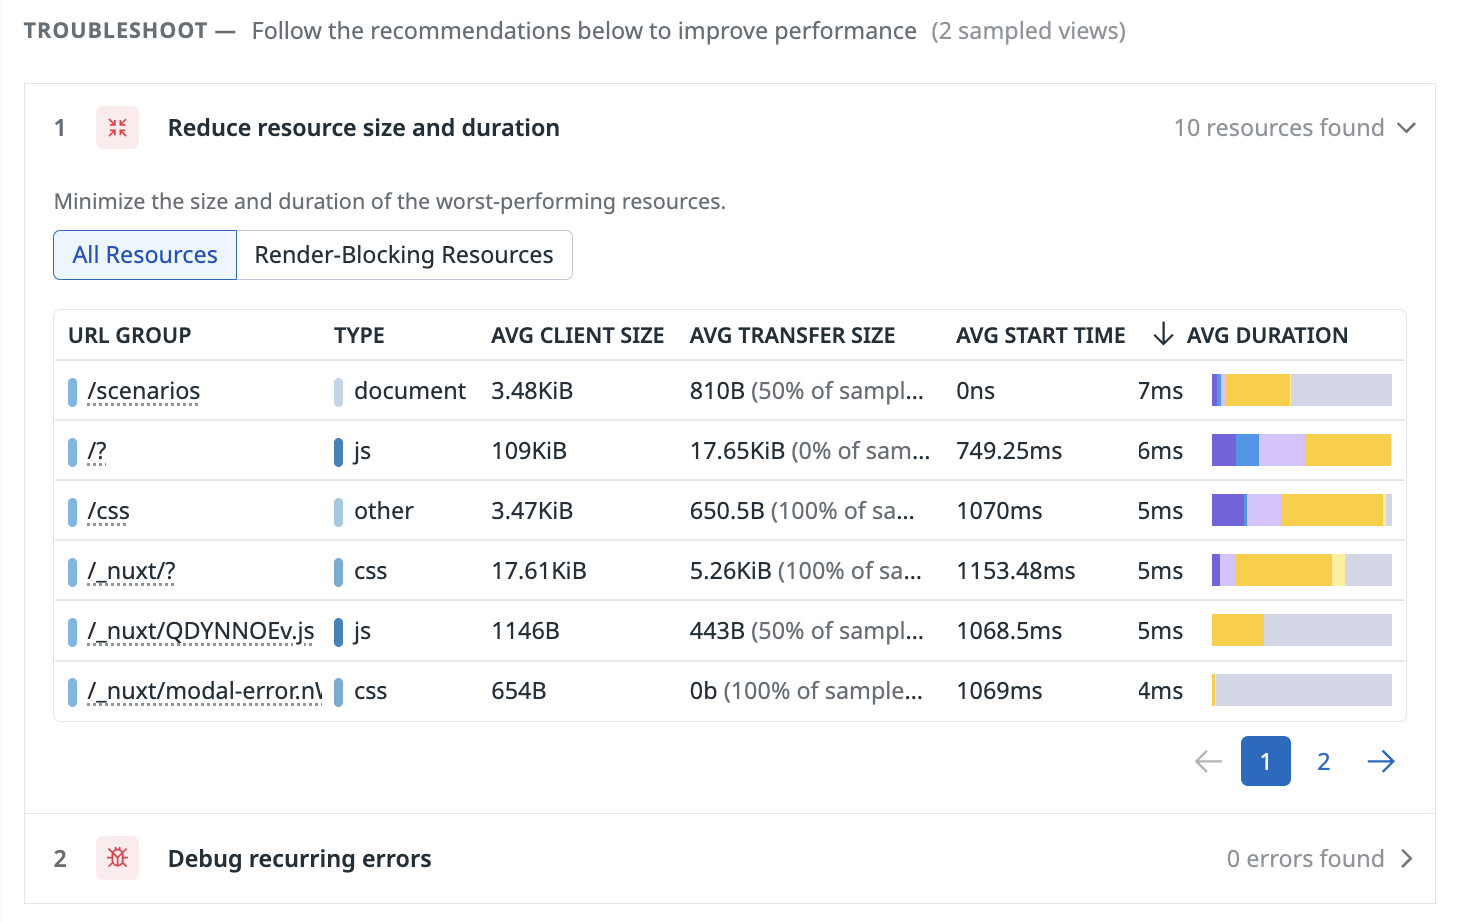 TROUBLESHOOT — Follow the recommendations below to improve performance (2 sampled views)
1 Reduce resource size and duration 10 resources found
Minimize the size and duration of the worst-performing resources.
All Resources Render-Blocking Resources
URL GROUP TYPE AVG CLIENT SIZE AVG TRANSFER SIZE AVG START TIME ↓ AVG DURATION
/scenarios document 3.48KiB 810B (50% of sampl... 0ns 7ms
/? js 109KiB 17.65KiB (0% of sam... 749.25ms 6ms
/css other 3.47KiB 650.5B (100% of sa... 1070ms 5ms
/_nuxt/? css 17.61KiB 5.26KiB (100% of sa... 1153.48ms 5ms
/_nuxt/QDYNNOEv.js js 1146B 443B (50% of sampl... 1068.5ms 5ms
/_nuxt/modal-error.n css 654B 0b (100% of sample... 1069ms 4ms
← 1 2 →
2 Debug recurring errors 0 errors found